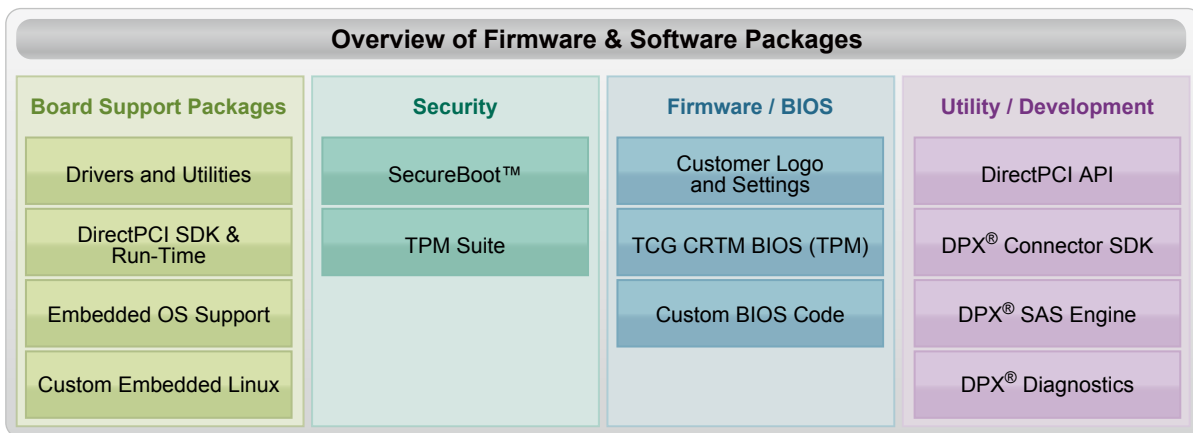 Overview of Firmware & Software Packages
Board Support Packages
Drivers and Utilities
DirectPCI SDK &
Run-Time
Embedded OS Support
Custom Embedded Linux
Security
SecureBoot™
TPM Suite
Firmware / BIOS
Customer Logo
and Settings
TCG CRTM BIOS (TPM)
Custom BIOS Code
Utility / Development
DirectPCI API
DPX® Connector SDK
DPX® SAS Engine
DPX® Diagnostics